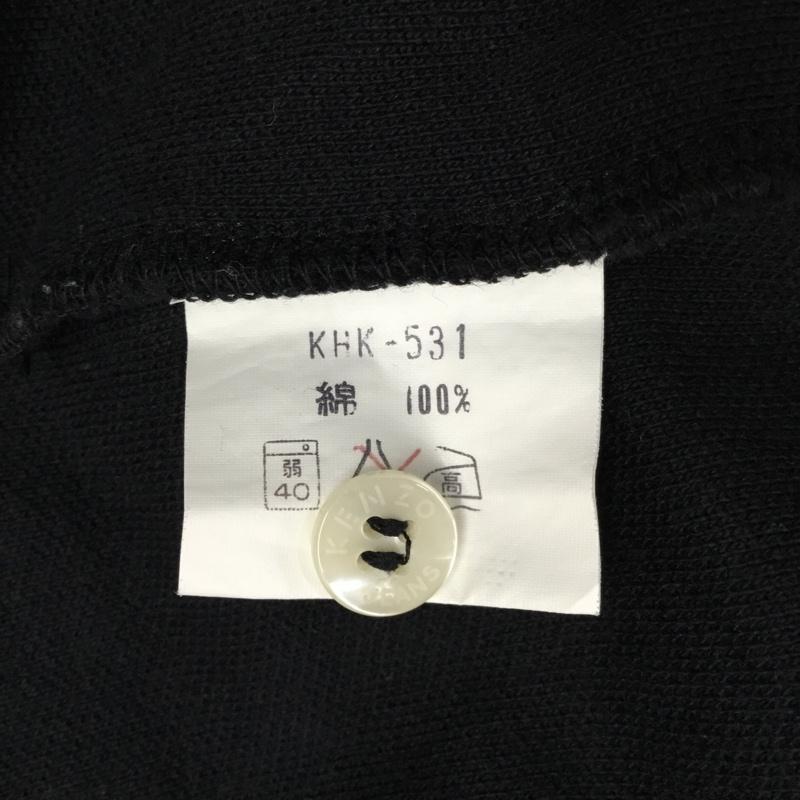 KHK-531
綿 100%
弱
40
高
KENZO
JEANS